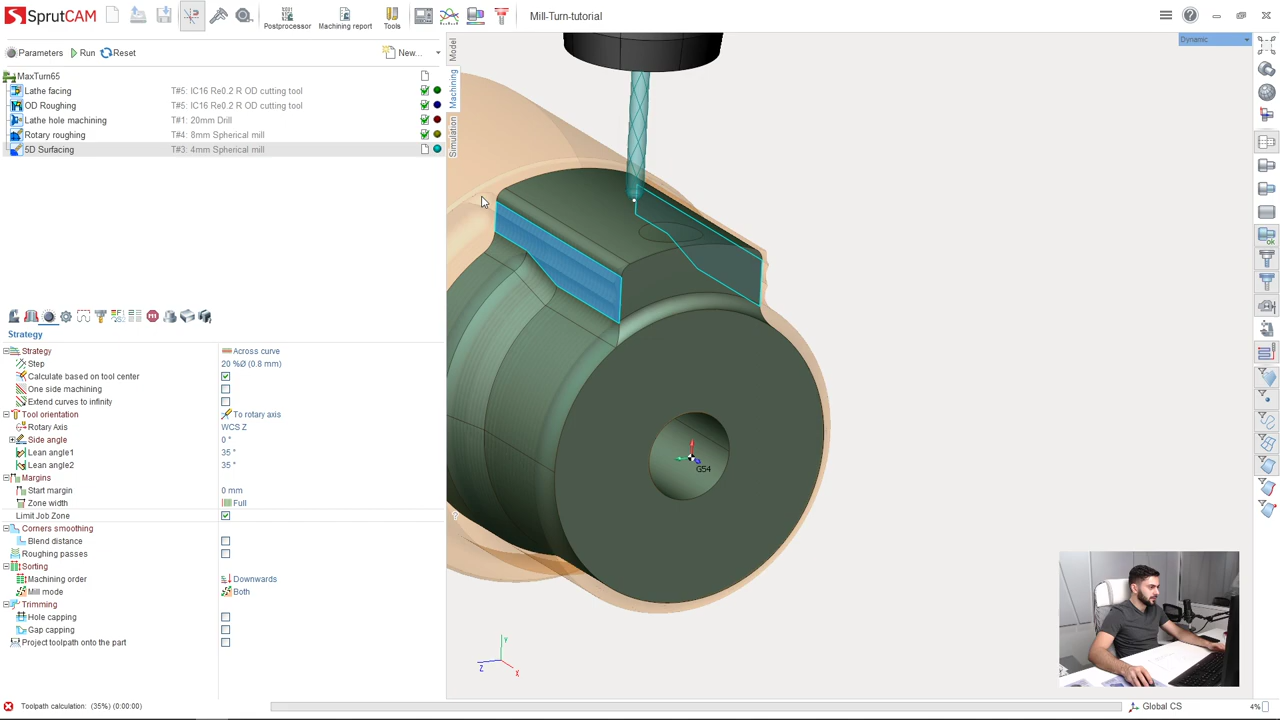 SprutCAM
Postprocessor
Machining report
Tools
Mill-Turn-tutorial
Parameters
Run
Reset
New...
Dynamic
Model
Machining
Simulation
MaxTurn65
Lathe facing T#5: IC16 Re0.2 R OD cutting tool
OD Roughing T#5: IC16 Re0.2 R OD cutting tool
Lathe hole machining T#1: 20mm Drill
Rotary roughing T#4: 8mm Spherical mill
5D Surfacing T#3: 4mm Spherical mill
Strategy
Strategy Across curve
Step 20 %Ø (0.8 mm)
Calculate based on tool center
One side machining
Extend curves to infinity
Tool orientation To rotary axis
Rotary Axis WCS Z
Side angle 0 °
Lean angle1 35 °
Lean angle2 35 °
Margins
Start margin 0 mm
Zone width Full
Limit Job Zone
Corners smoothing
Blend distance
Roughing passes
Sorting
Machining order Downwards
Mill mode Both
Trimming
Hole capping
Gap capping
Project toolpath onto the part
G54
Y
Z
X
Toolpath calculation: (35%) (0:00:00)
Global CS
4%